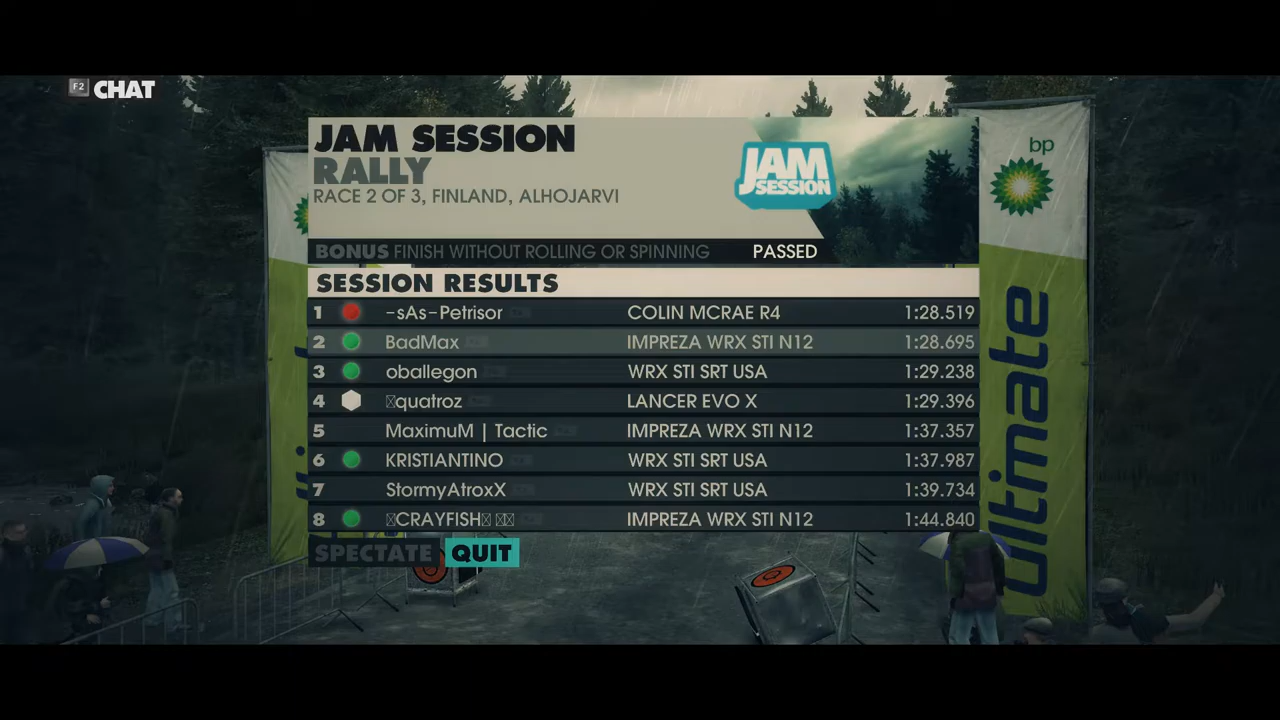 F2 CHAT
JAM SESSION
RALLY
RACE 2 OF 3, FINLAND, ALHOJARVI
JAM
SESSION
bp
BONUS FINISH WITHOUT ROLLING OR SPINNING PASSED
SESSION RESULTS
1 -sAs-Petrisor COLIN MCRAE R4 1:28.519
2 BadMax IMPREZA WRX STI N12 1:28.695
3 oballegon WRX STI SRT USA 1:29.238
4 quatroz LANCER EVO X 1:29.396
5 MaximuM | Tactic IMPREZA WRX STI N12 1:37.357
6 KRISTIANTINO WRX STI SRT USA 1:37.987
7 StormyAtroxX WRX STI SRT USA 1:39.734
8 CRAYFISH IMPREZA WRX STI N12 1:44.840
ultimate
SPECTATE QUIT